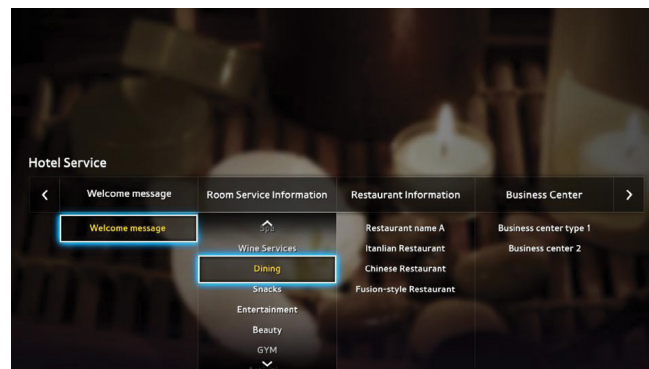 Hotel Service
Welcome message
Room Service Information
Restaurant Information
Business Center
Welcome message
Spa
Wine Services
Dining
Snacks
Entertainment
Beauty
GYM
Restaurant name A
Itanlian Restaurant
Chinese Restaurant
Fusion-style Restaurant
Business center type 1
Business center 2